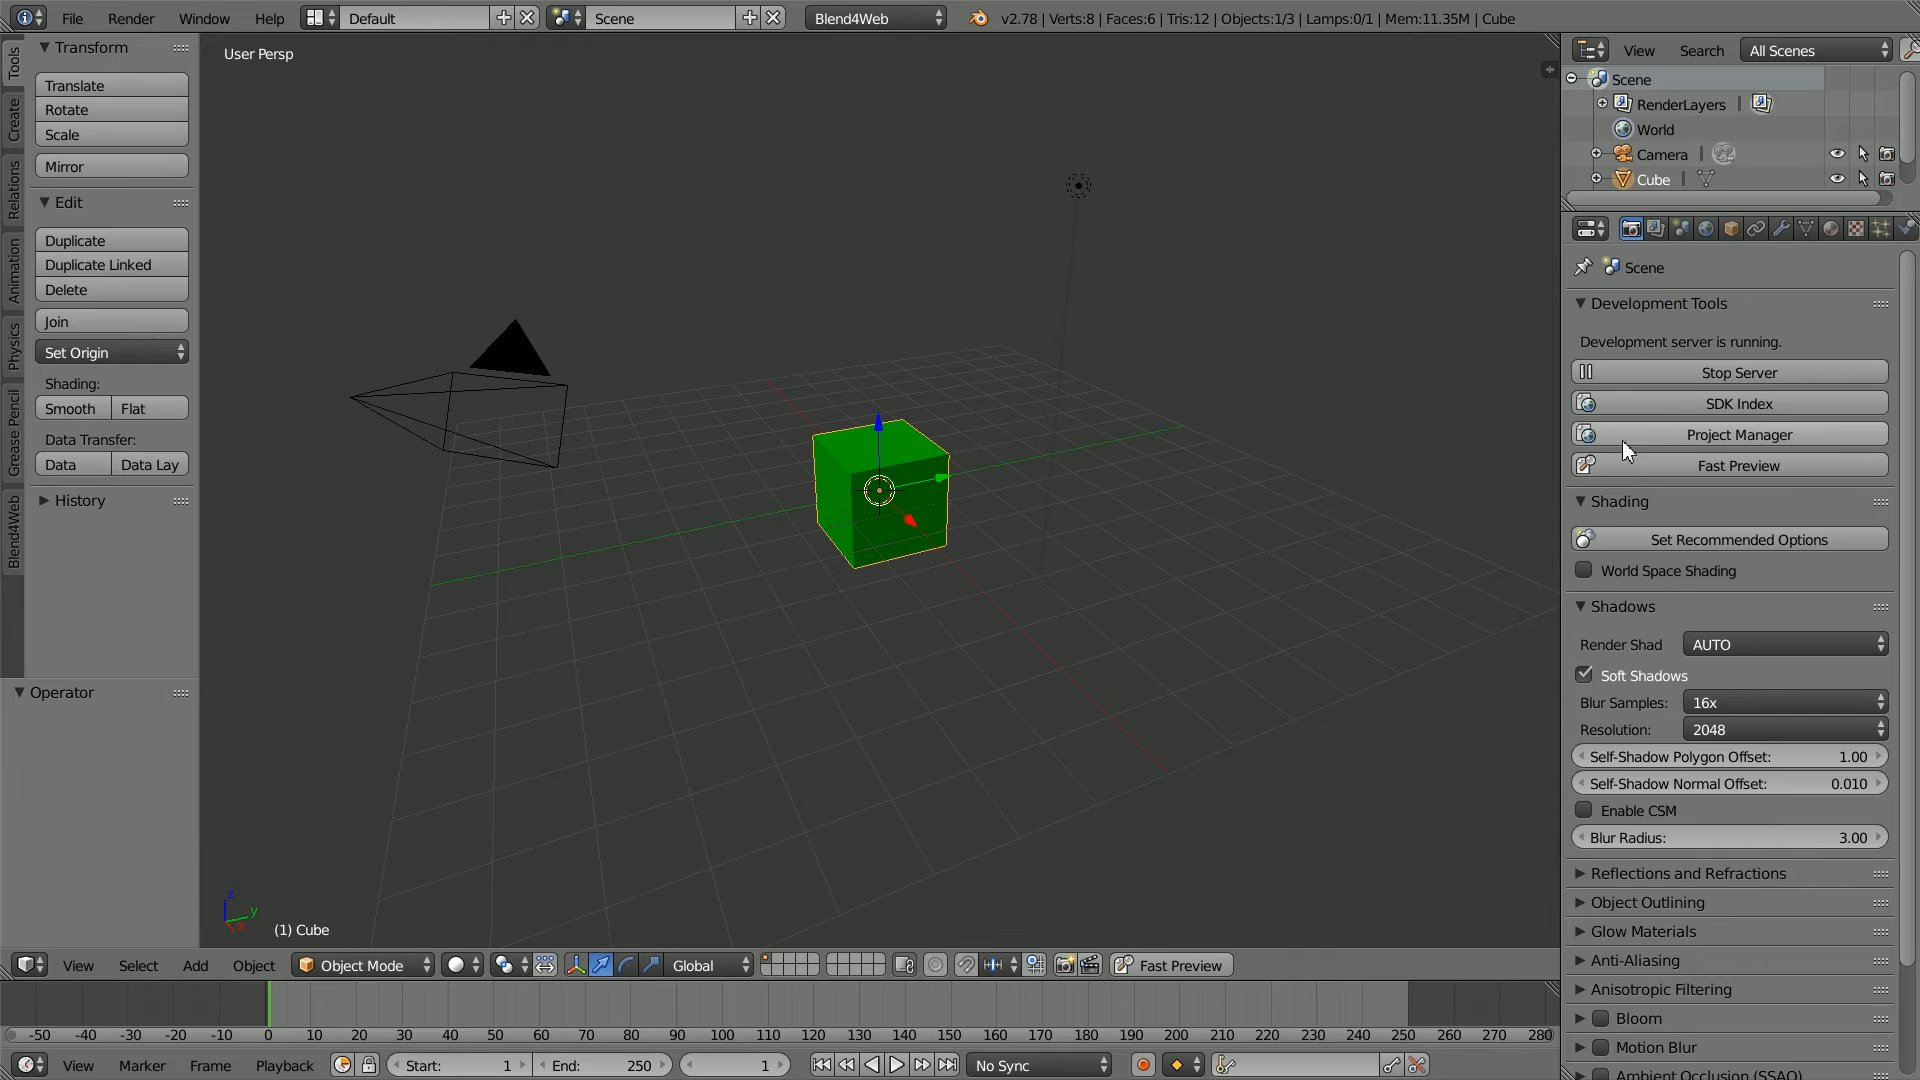 File Render Window Help Default Scene Blend4Web v2.78 | Verts:8 | Faces:6 | Tris:12 | Objects:1/3 | Lamps:0/1 | Mem:11.35M | Cube
Tools
Create
Relations
Animation
Physics
Grease Pencil
Blend4Web
Transform
Translate
Rotate
Scale
Mirror
Edit
Duplicate
Duplicate Linked
Delete
Join
Set Origin
Shading:
Smooth Flat
Data Transfer:
Data Data Lay
History
Operator
User Persp
(1) Cube
z
y
x
View Search All Scenes
Scene
RenderLayers |
World
Camera |
Cube |
Scene
Development Tools
Development server is running.
Stop Server
SDK Index
Project Manager
Fast Preview
Shading
Set Recommended Options
World Space Shading
Shadows
Render Shad AUTO
Soft Shadows
Blur Samples: 16x
Resolution: 2048
Self-Shadow Polygon Offset: 1.00
Self-Shadow Normal Offset: 0.010
Enable CSM
Blur Radius: 3.00
Reflections and Refractions
Object Outlining
Glow Materials
Anti-Aliasing
Anisotropic Filtering
Bloom
Motion Blur
Ambient Occlusion (SSAO)
View Select Add Object Object Mode Global Fast Preview
-50 -40 -30 -20 -10 0 10 20 30 40 50 60 70 80 90 100 110 120 130 140 150 160 170 180 190 200 210 220 230 240 250 260 270 280
View Marker Frame Playback Start: 1 End: 250 1 No Sync